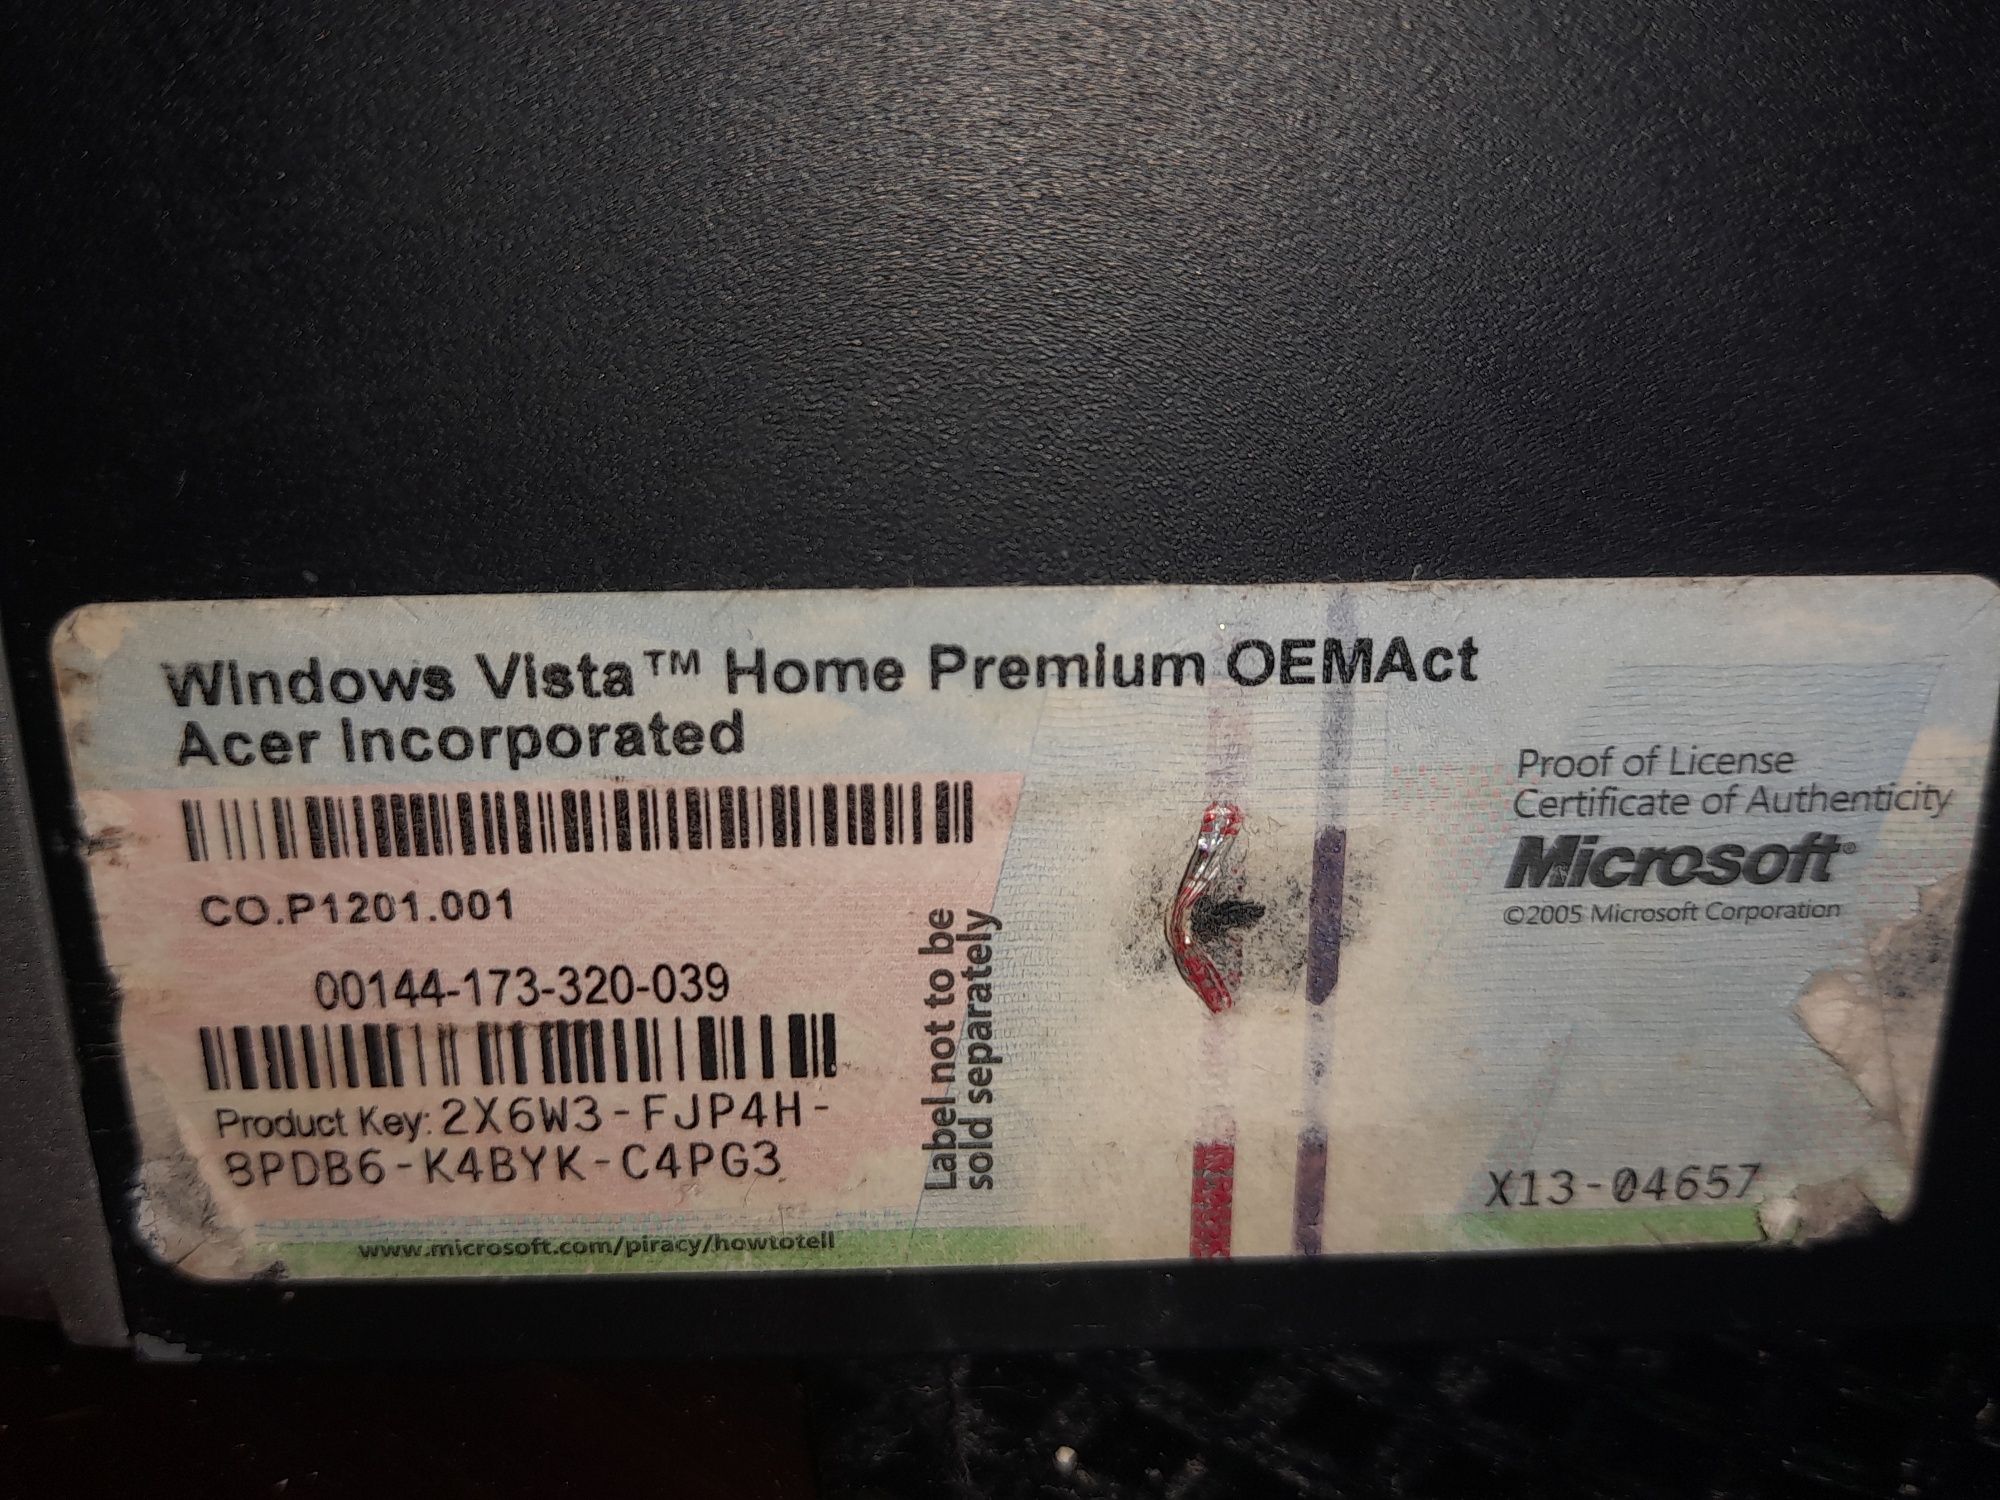 Windows Vista™ Home Premium OEMAct
Acer Incorporated
CO.P1201.001
00144-173-320-039
Product Key: 2X6W3-FJP4H-
8PDB6-K4BYK-C4PG3
www.microsoft.com/piracy/howtotell
Label not to be
sold separately
Proof of License
Certificate of Authenticity
Microsoft®
©2005 Microsoft Corporation
X13-04657